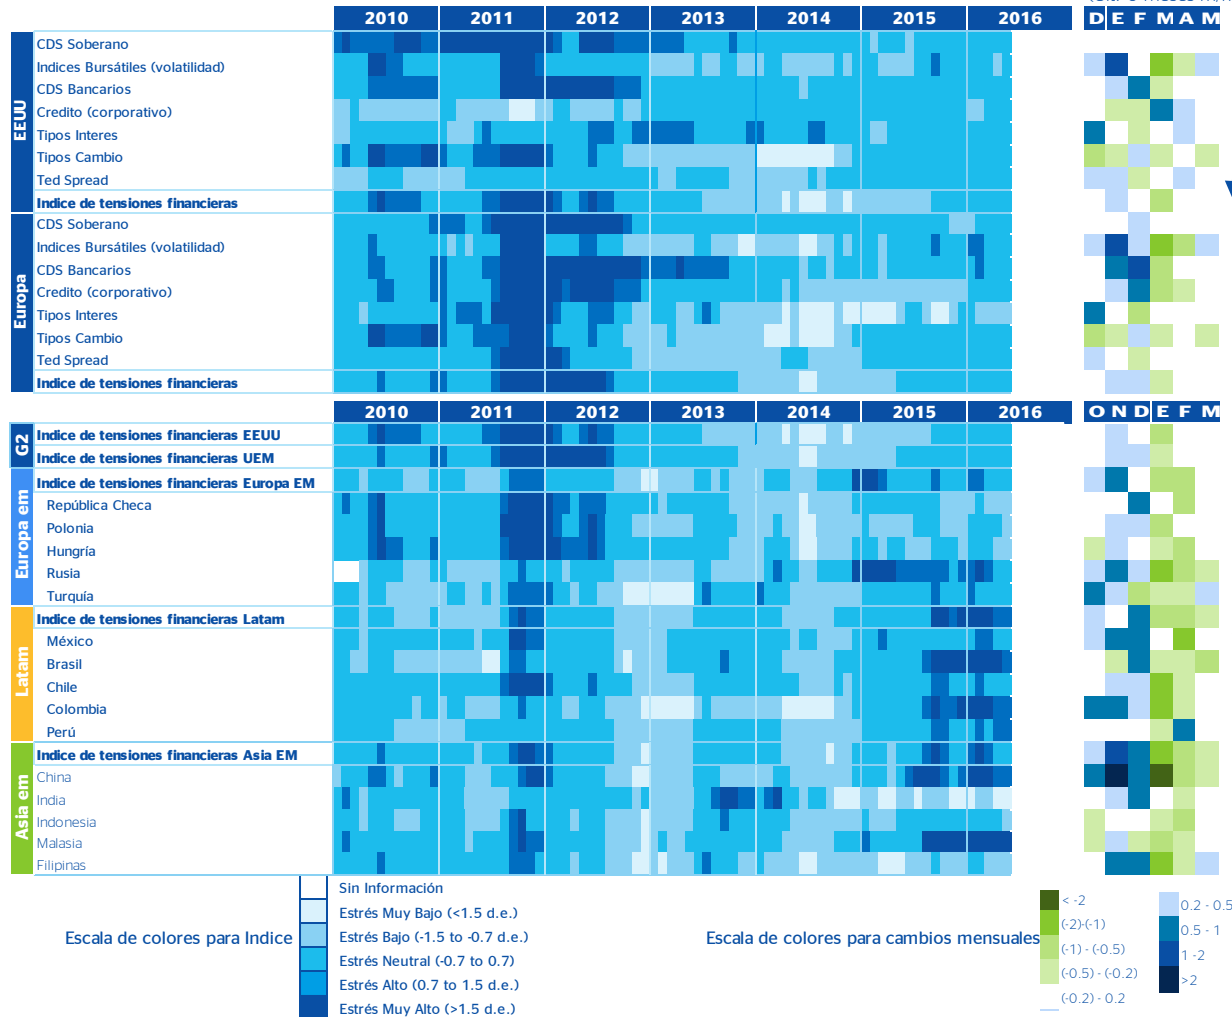 2010 2011 2012 2013 2014 2015 2016 D E F M A M
EEUU
CDS Soberano
Indices Bursátiles (volatilidad)
CDS Bancarios
Credito (corporativo)
Tipos Interes
Tipos Cambio
Ted Spread
Indice de tensiones financieras
Europa
CDS Soberano
Indices Bursátiles (volatilidad)
CDS Bancarios
Credito (corporativo)
Tipos Interes
Tipos Cambio
Ted Spread
Indice de tensiones financieras
2010 2011 2012 2013 2014 2015 2016 O N D E F M
G2
Indice de tensiones financieras EEUU
Indice de tensiones financieras UEM
Europa em
Indice de tensiones financieras Europa EM
República Checa
Polonia
Hungría
Rusia
Turquía
Latam
Indice de tensiones financieras Latam
México
Brasil
Chile
Colombia
Perú
Asia em
Indice de tensiones financieras Asia EM
China
India
Indonesia
Malasia
Filipinas
Escala de colores para Indice
Sin Información
Estrés Muy Bajo (<1.5 d.e.)
Estrés Bajo (-1.5 to -0.7 d.e.)
Estrés Neutral (-0.7 to 0.7)
Estrés Alto (0.7 to 1.5 d.e.)
Estrés Muy Alto (>1.5 d.e.)
Escala de colores para cambios mensuales
< -2
(-2)-(-1)
(-1) - (-0.5)
(-0.5) - (-0.2)
(-0.2) - 0.2
0.2 - 0.5
0.5 - 1
1 -2
>2